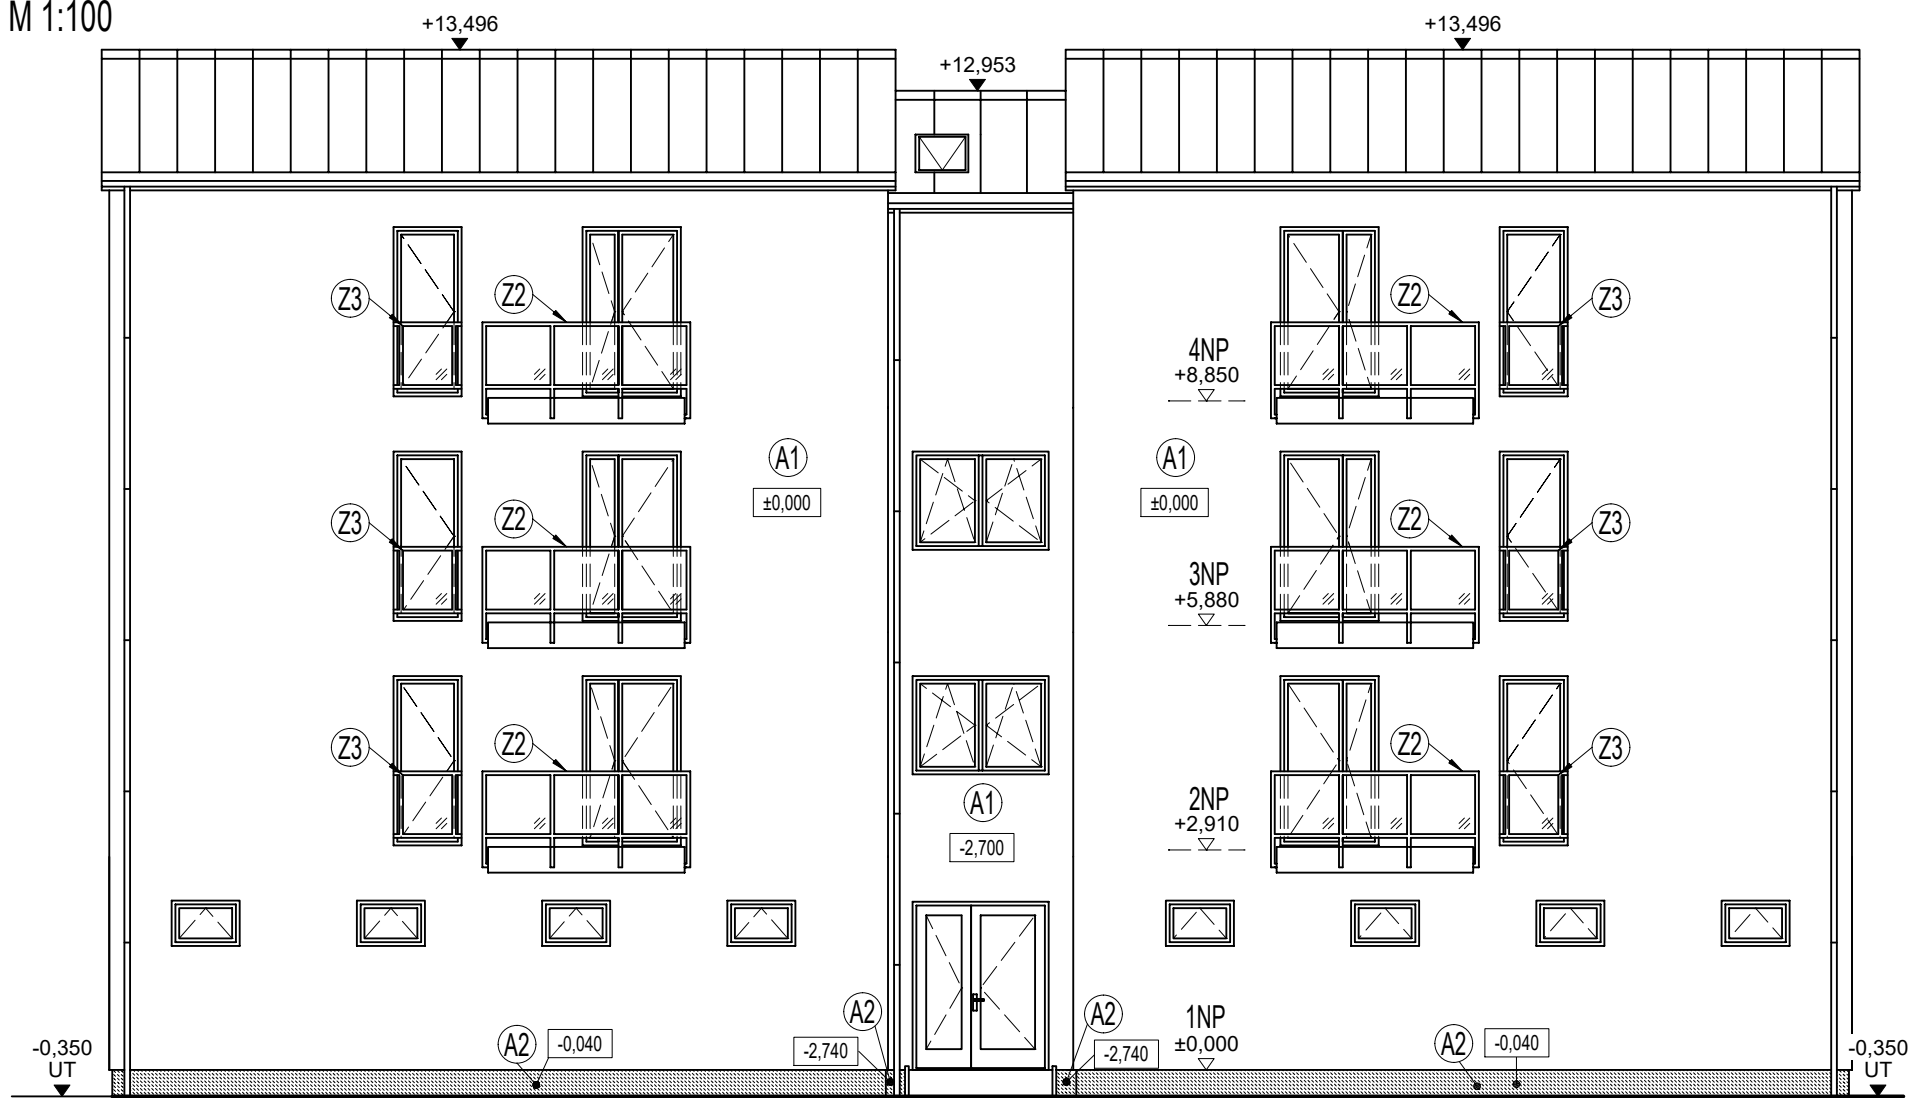 M 1:100
+13,496
+13,496
+12,953
Z3
Z2
Z2
Z3
4NP
+8,850
A1
A1
±0,000
±0,000
Z3
Z2
Z2
Z3
3NP
+5,880
Z3
Z2
Z2
Z3
2NP
+2,910
A1
-2,700
A2
A2
1NP
±0,000
A2
-0,040
-2,740
-2,740
A2
-0,040
-0,350
UT
-0,350
UT